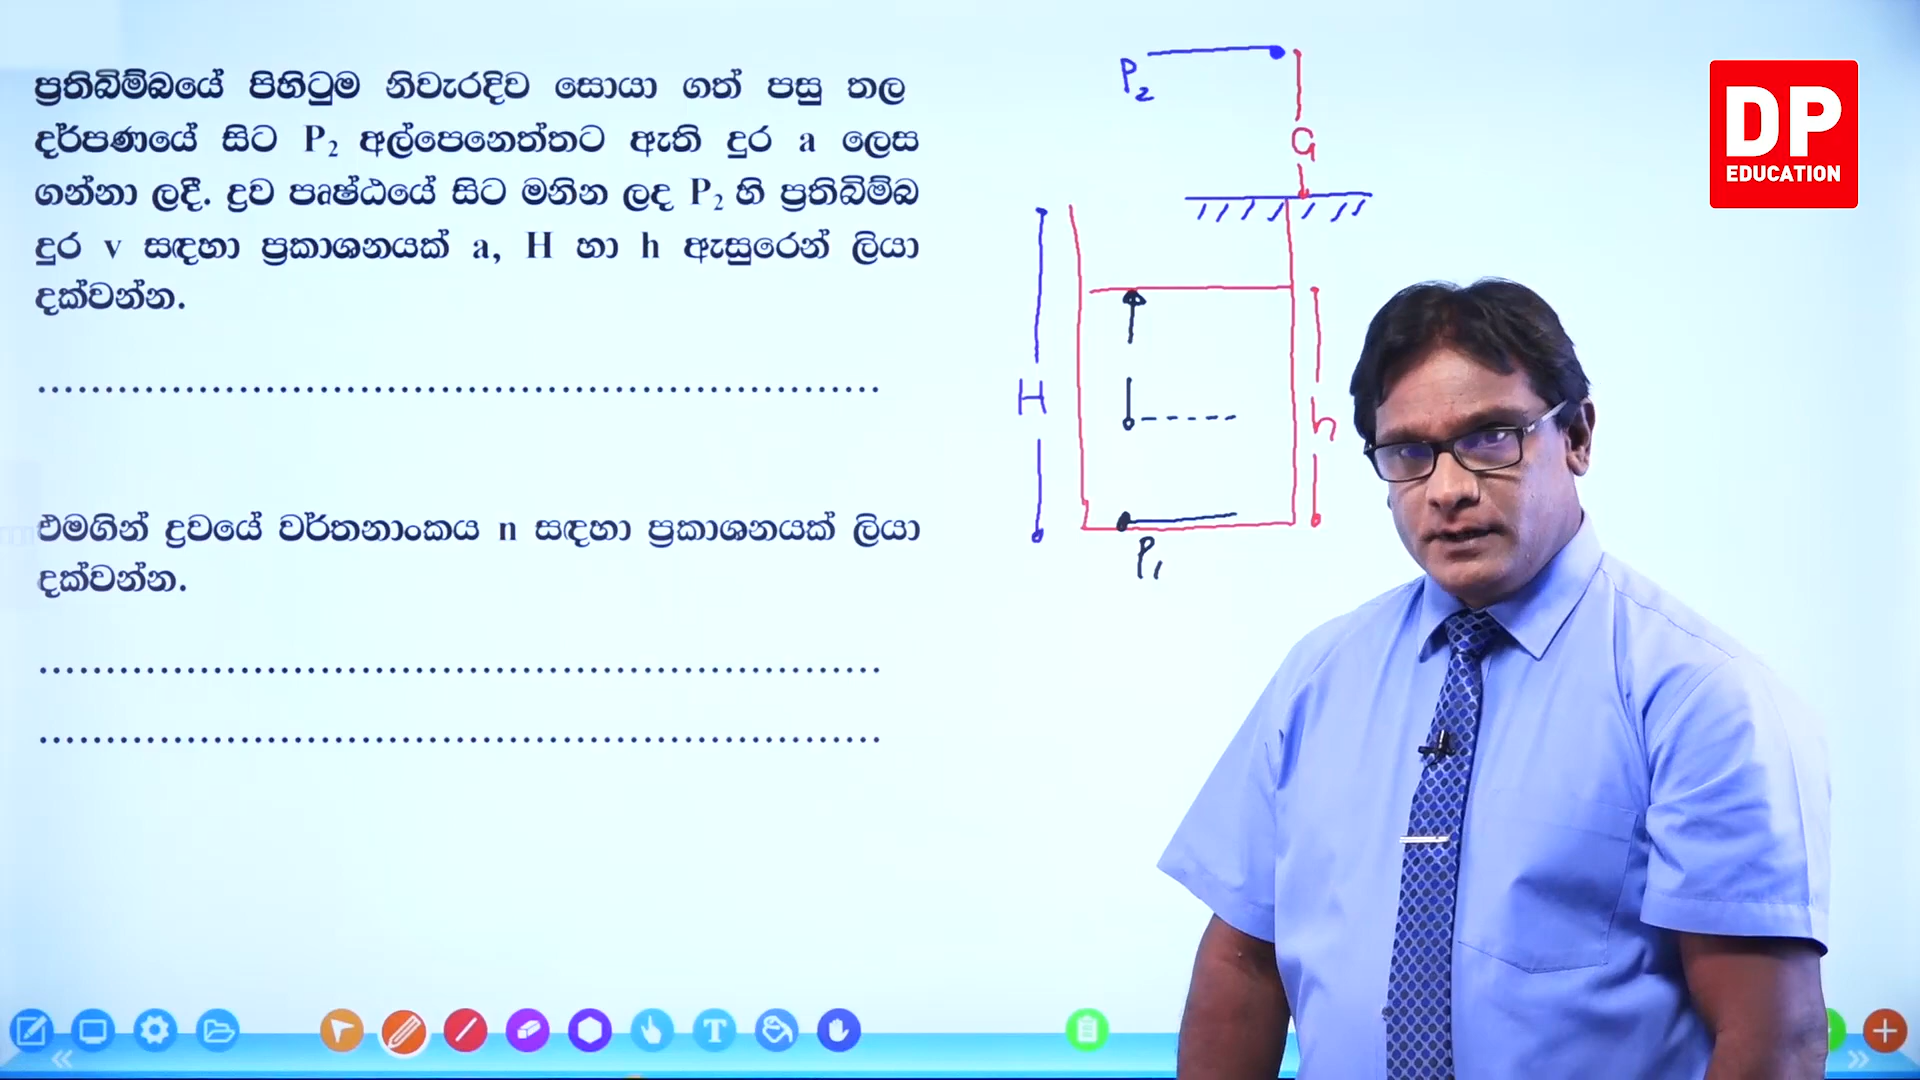 ප්‍රතිබිම්බයේ පිහිටුම නිවැරදිව සොයා ගත් පසු තල
දර්පණයේ සිට P₂ අල්පෙනෙත්තට ඇති දුර a ලෙස
ගන්නා ලදී. ද්‍රව පෘෂ්ඨයේ සිට මනින ලද P₂ හි ප්‍රතිබිම්බ
දුර v සඳහා ප්‍රකාශනයක් a, H හා h ඇසුරෙන් ලියා
දක්වන්න.
................................................................
එමගින් ද්‍රවයේ වර්තනාංකය n සඳහා ප්‍රකාශනයක් ලියා
දක්වන්න.
................................................................
................................................................
P₂
a
H
h
P₁
DP
EDUCATION
T